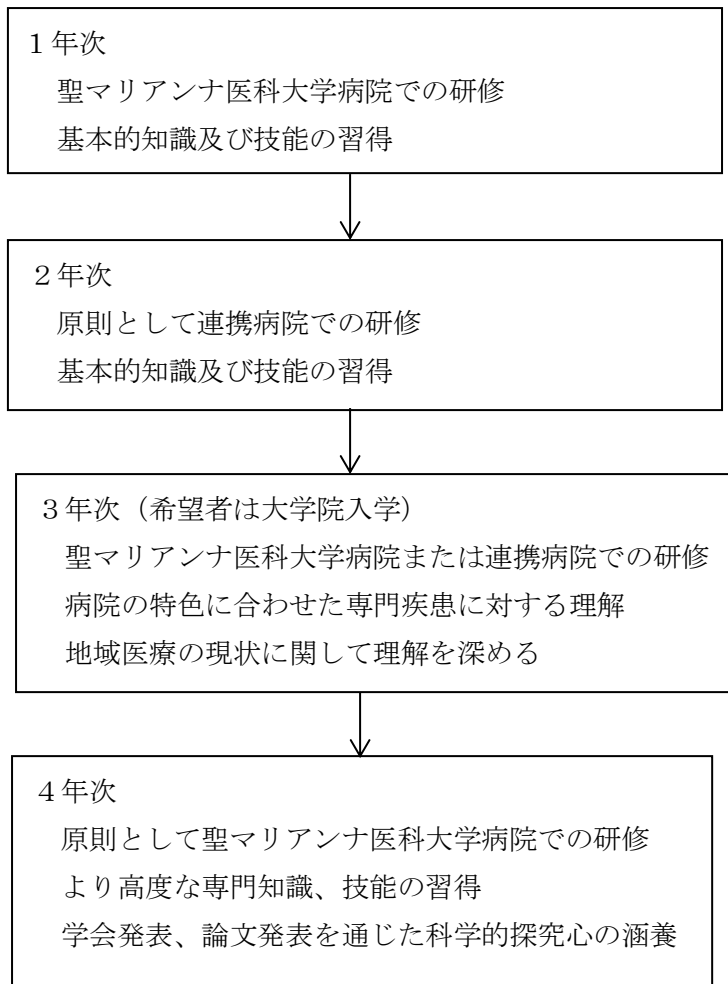 １年次
聖マリアンナ医科大学病院での研修
基本的知識及び技能の習得
２年次
原則として連携病院での研修
基本的知識及び技能の習得
３年次（希望者は大学院入学）
聖マリアンナ医科大学病院または連携病院での研修
病院の特色に合わせた専門疾患に対する理解
地域医療の現状に関して理解を深める
４年次
原則として聖マリアンナ医科大学病院での研修
より高度な専門知識、技能の習得
学会発表、論文発表を通じた科学的探究心の涵養